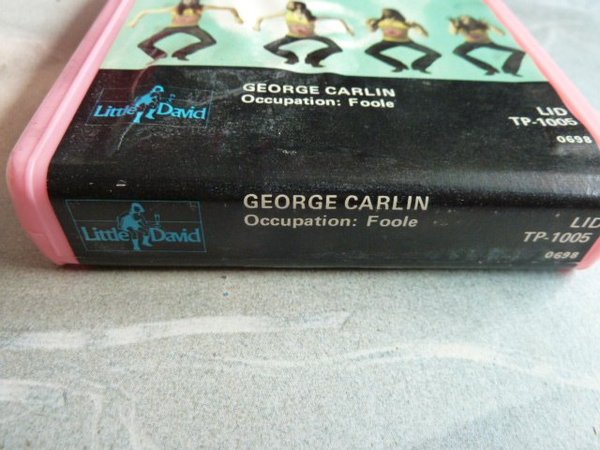 GEORGE CARLIN
Occupation: Foole
Little David
LID
TP-1005
0698
GEORGE CARLIN
Occupation: Foole
Little David
LID
TP-1005
0698